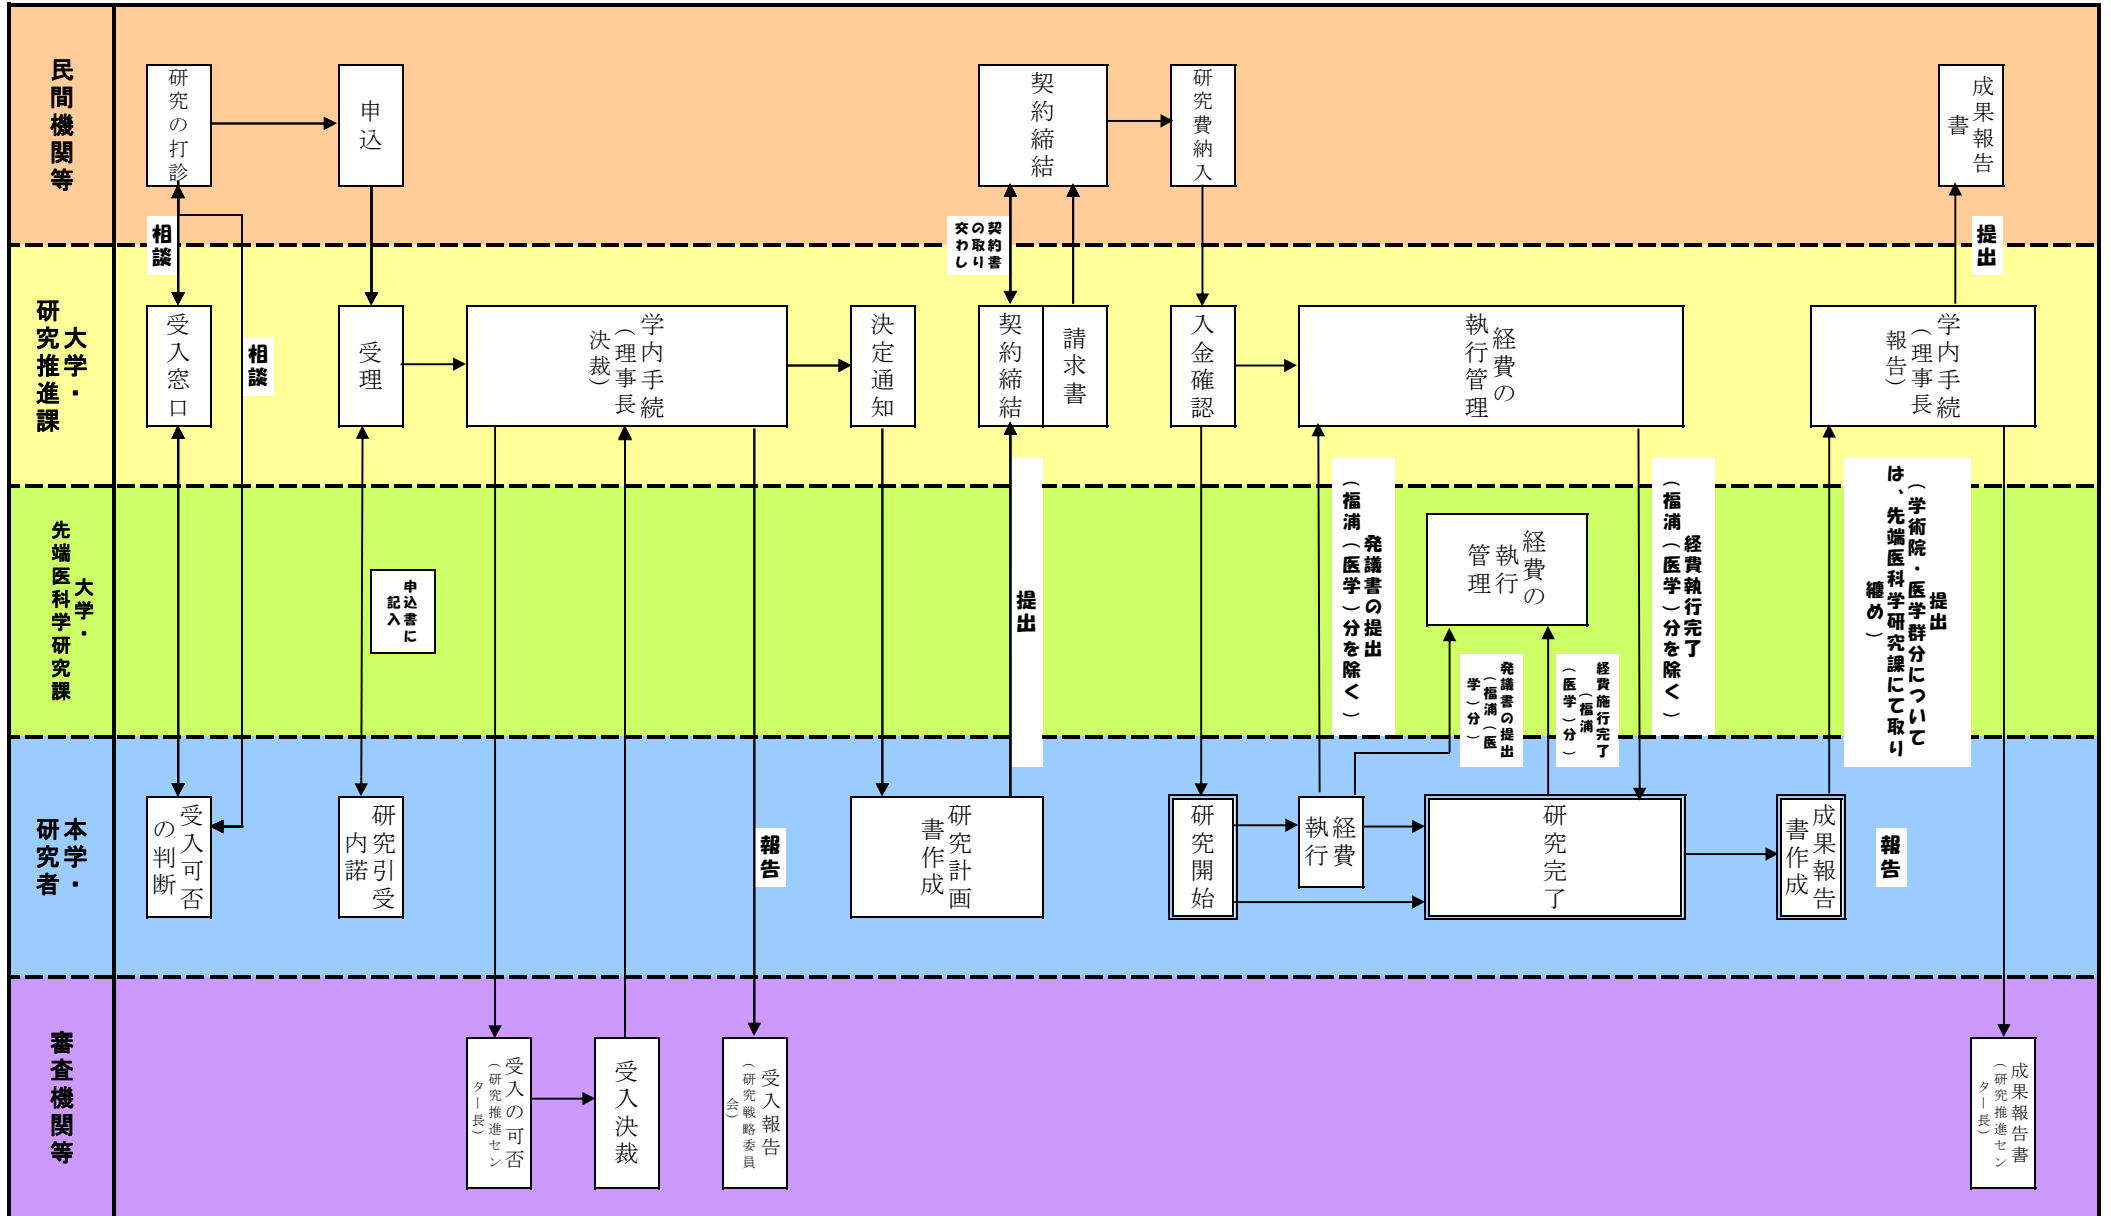 民間機関等
研究の打診
申込
契約締結
研究費納入
成果報告
書
相談
契約書
の取り
交わし
提出
大学・
研究推進課
受入窓口
相談
受理
学内手続
(理事長
決裁)
決定通知
契約締結
請求書
入金確認
経費の
執行管理
学内手続
(理事長
報告)
大学・
先端医科学研究課
申込書に
記入
提出
発議書の提出
(福浦(医学)分を除く)
経費の
執行
管理
発議書の提出
(福浦(医
学)分)
経費施行完了
(福浦
(医学)分)
経費執行完了
(福浦(医学)分を除く)
提出
(学術院・医学群分について
は、先端医科学研究課にて取り
纏め)
本学・
研究者
受入可否
の判断
研究引受
内諾
報告
研究計画
書作成
研究開始
経費
執行
研究完了
成果報告
書作成
報告
審査機関等
受入の可否
(研究推進セン
ター長)
受入決裁
受入報告
(研究戦略委員
会)
成果報告書
(研究推進セン
ター長)